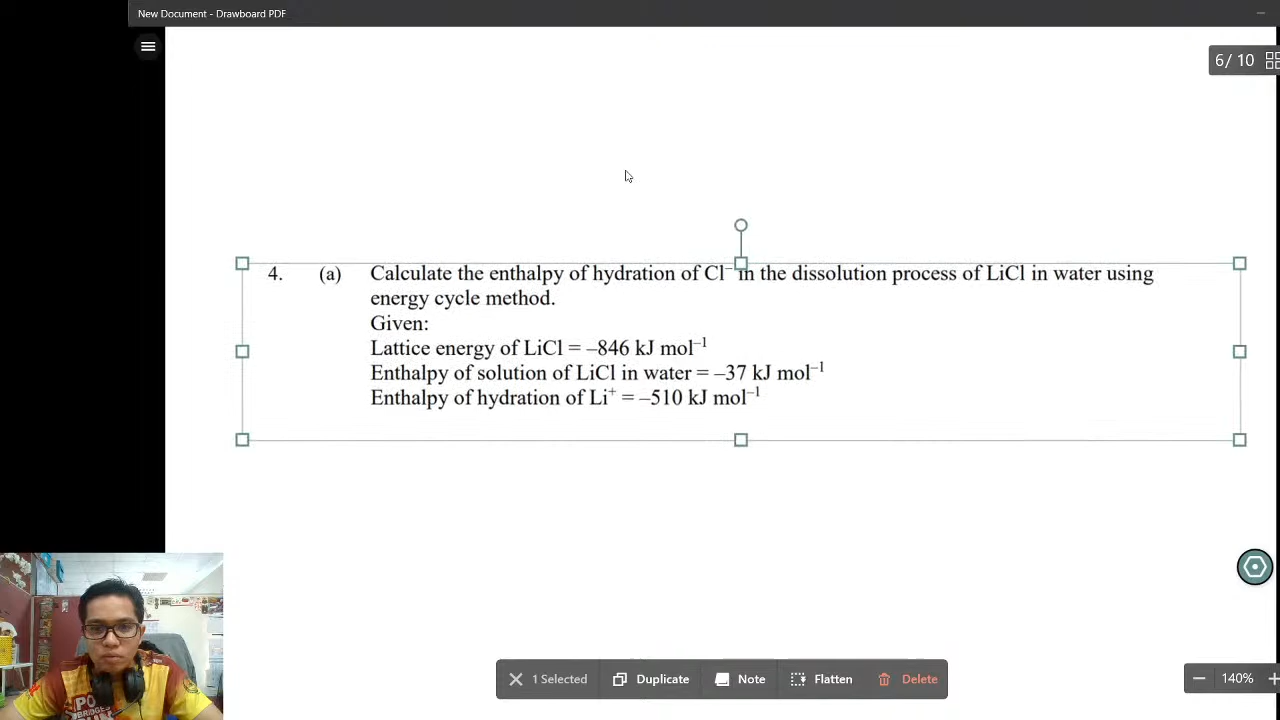 New Document - Drawboard PDF
6/ 10
4. (a) Calculate the enthalpy of hydration of Cl⁻ in the dissolution process of LiCl in water using
energy cycle method.
Given:
Lattice energy of LiCl = –846 kJ mol⁻¹
Enthalpy of solution of LiCl in water = –37 kJ mol⁻¹
Enthalpy of hydration of Li⁺ = –510 kJ mol⁻¹
1 Selected Duplicate Note Flatten Delete
140%